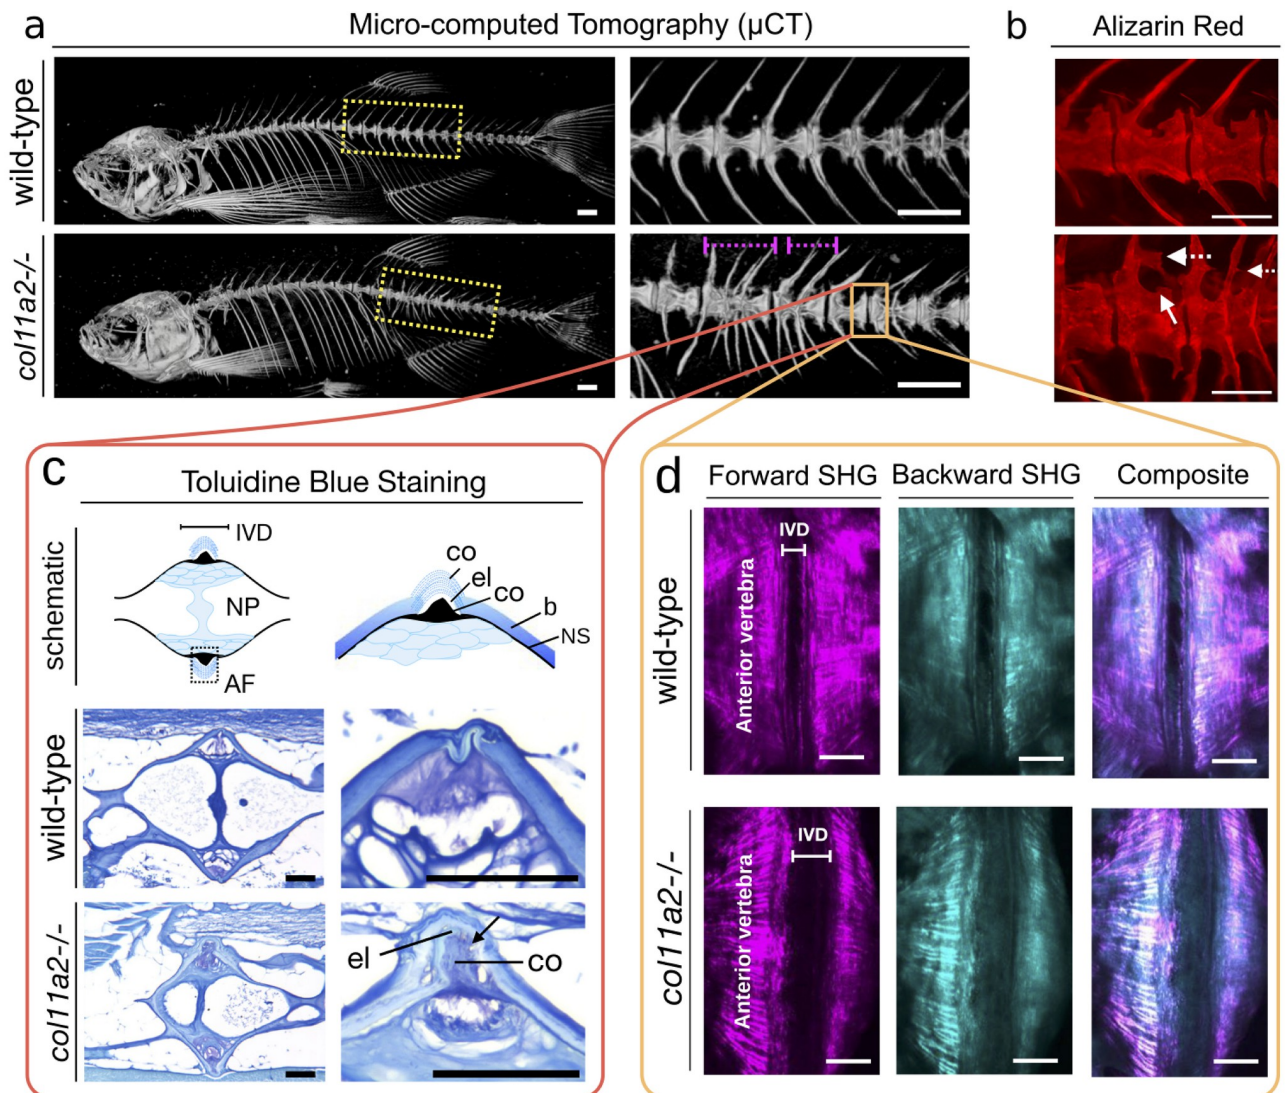 a
Micro-computed Tomography (µCT)
b
Alizarin Red
wild-type
col11a2-/-
c
Toluidine Blue Staining
schematic
IVD
NP
AF
co
el
co
b
NS
wild-type
col11a2-/-
el
co
d
Forward SHG
Backward SHG
Composite
wild-type
IVD
Anterior vertebra
col11a2-/-
IVD
Anterior vertebra